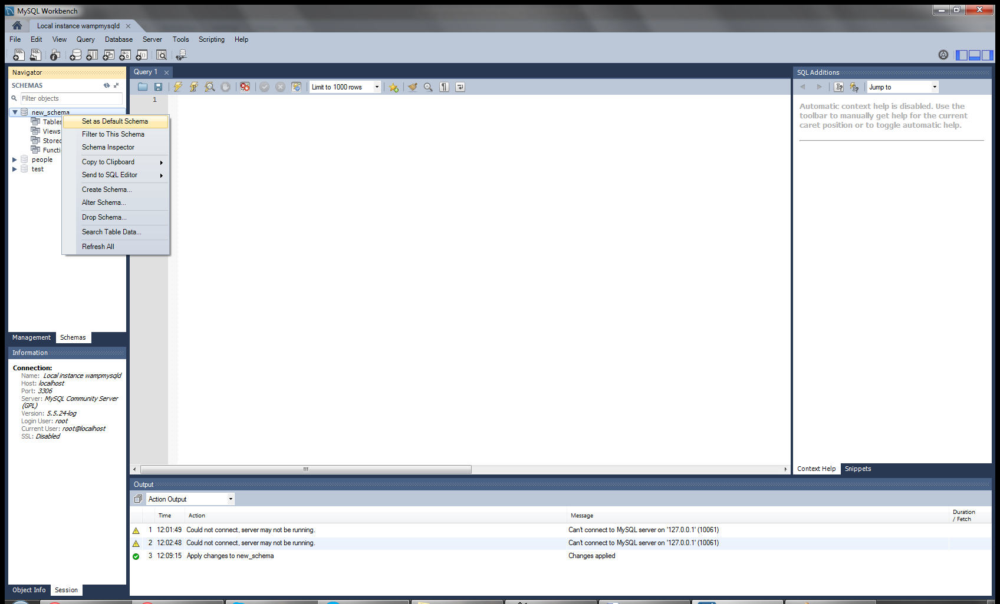 MySQL Workbench
Local instance wampmysqld
File Edit View Query Database Server Tools Scripting Help
Navigator
SCHEMAS
Filter objects
new_schema
Tables
Views
Stored
Functi
people
test
Set as Default Schema
Filter to This Schema
Schema Inspector
Copy to Clipboard
Send to SQL Editor
Create Schema...
Alter Schema...
Drop Schema...
Search Table Data...
Refresh All
Management Schemas
Information
Connection:
Name: Local instance wampmysqld
Host: localhost
Port: 3306
Server: MySQL Community Server
(GPL)
Version: 5.5.24-log
Login User: root
Current User: root@localhost
SSL: Disabled
Object Info Session
Query 1
Limit to 1000 rows
1
SQL Additions
Jump to
Automatic context help is disabled. Use the
toolbar to manually get help for the current
caret position or to toggle automatic help.
Context Help Snippets
Output
Action Output
Time Action Message Duration
/ Fetch
1 12:01:49 Could not connect, server may not be running. Can't connect to MySQL server on '127.0.0.1' (10061)
2 12:02:48 Could not connect, server may not be running. Can't connect to MySQL server on '127.0.0.1' (10061)
3 12:09:15 Apply changes to new_schema Changes applied